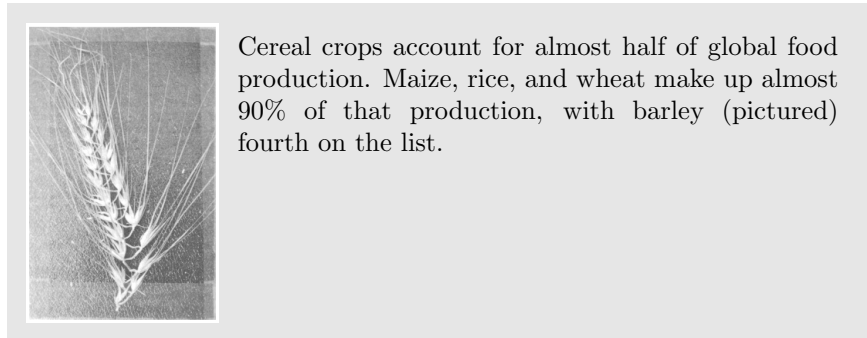 Cereal crops account for almost half of global food
production. Maize, rice, and wheat make up almost
90% of that production, with barley (pictured)
fourth on the list.